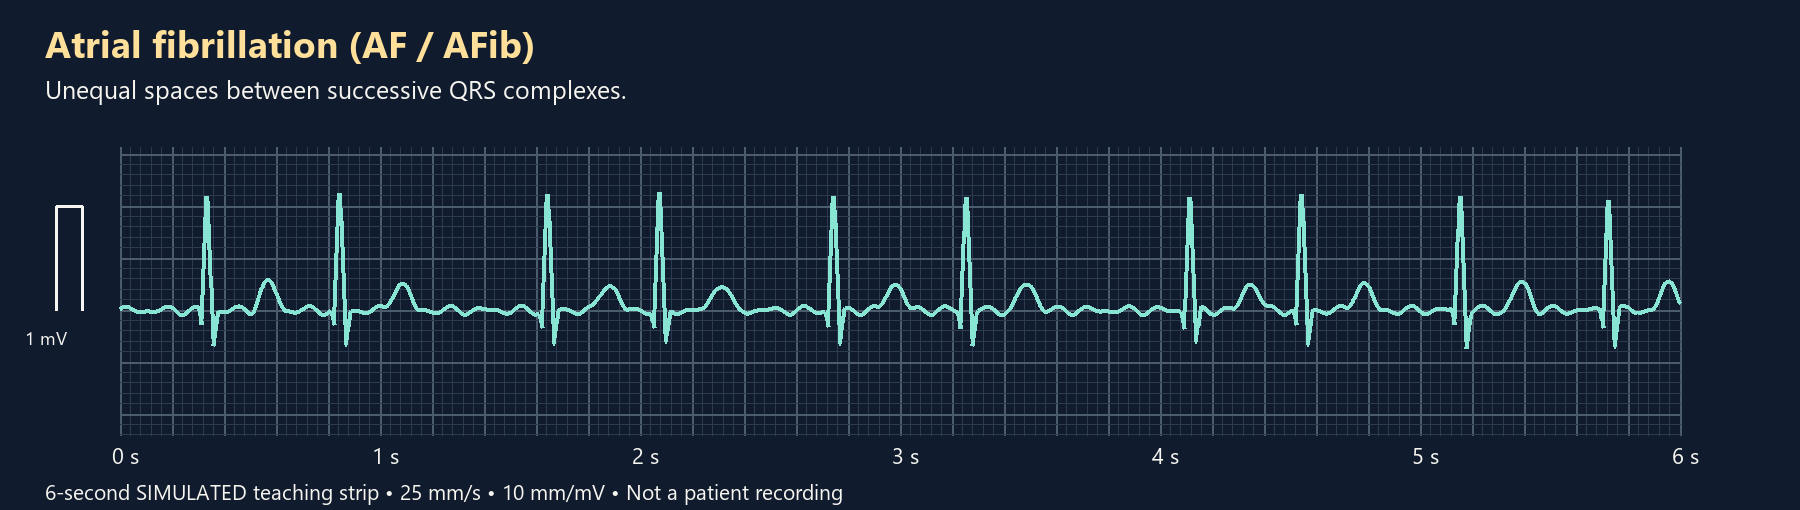 Atrial fibrillation (AF / AFib)
Unequal spaces between successive QRS complexes.
1 mV
0 s 1 s 2 s 3 s 4 s 5 s 6 s
6-second SIMULATED teaching strip • 25 mm/s • 10 mm/mV • Not a patient recording